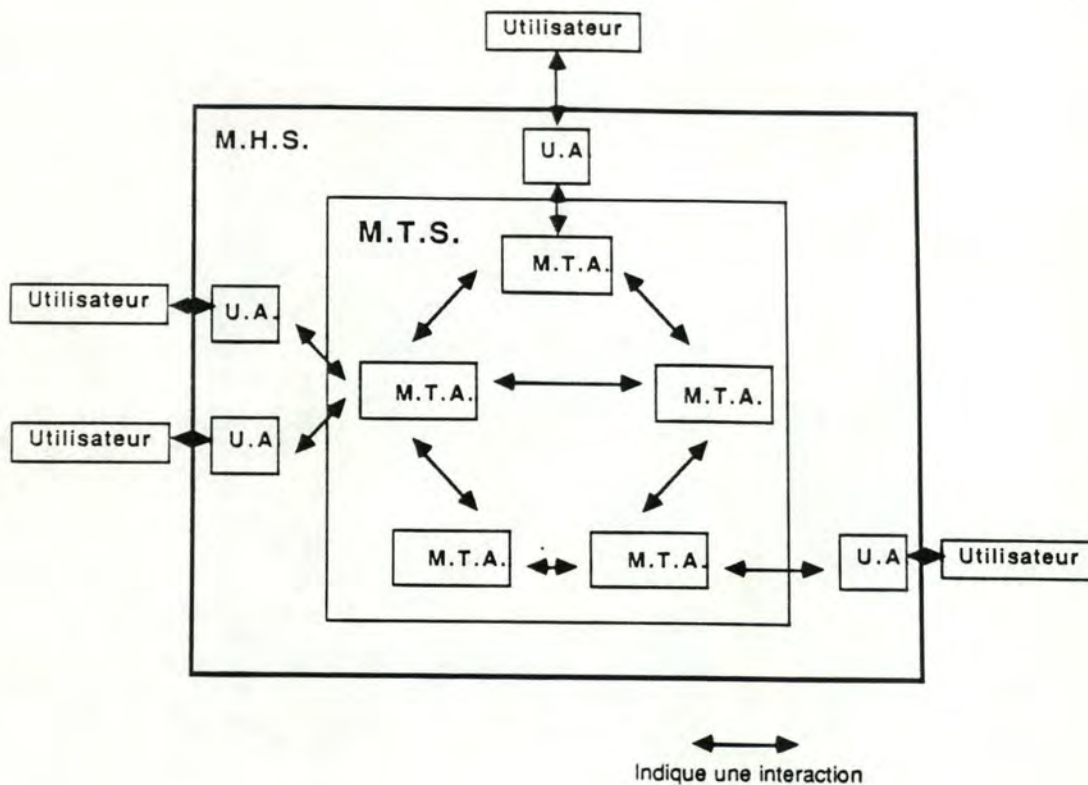 Utilisateur
M.H.S.
U.A.
M.T.S.
M.T.A.
Utilisateur
U.A.
M.T.A.
M.T.A.
Utilisateur
U.A
M.T.A.
M.T.A.
U.A
Utilisateur
Indique une interaction